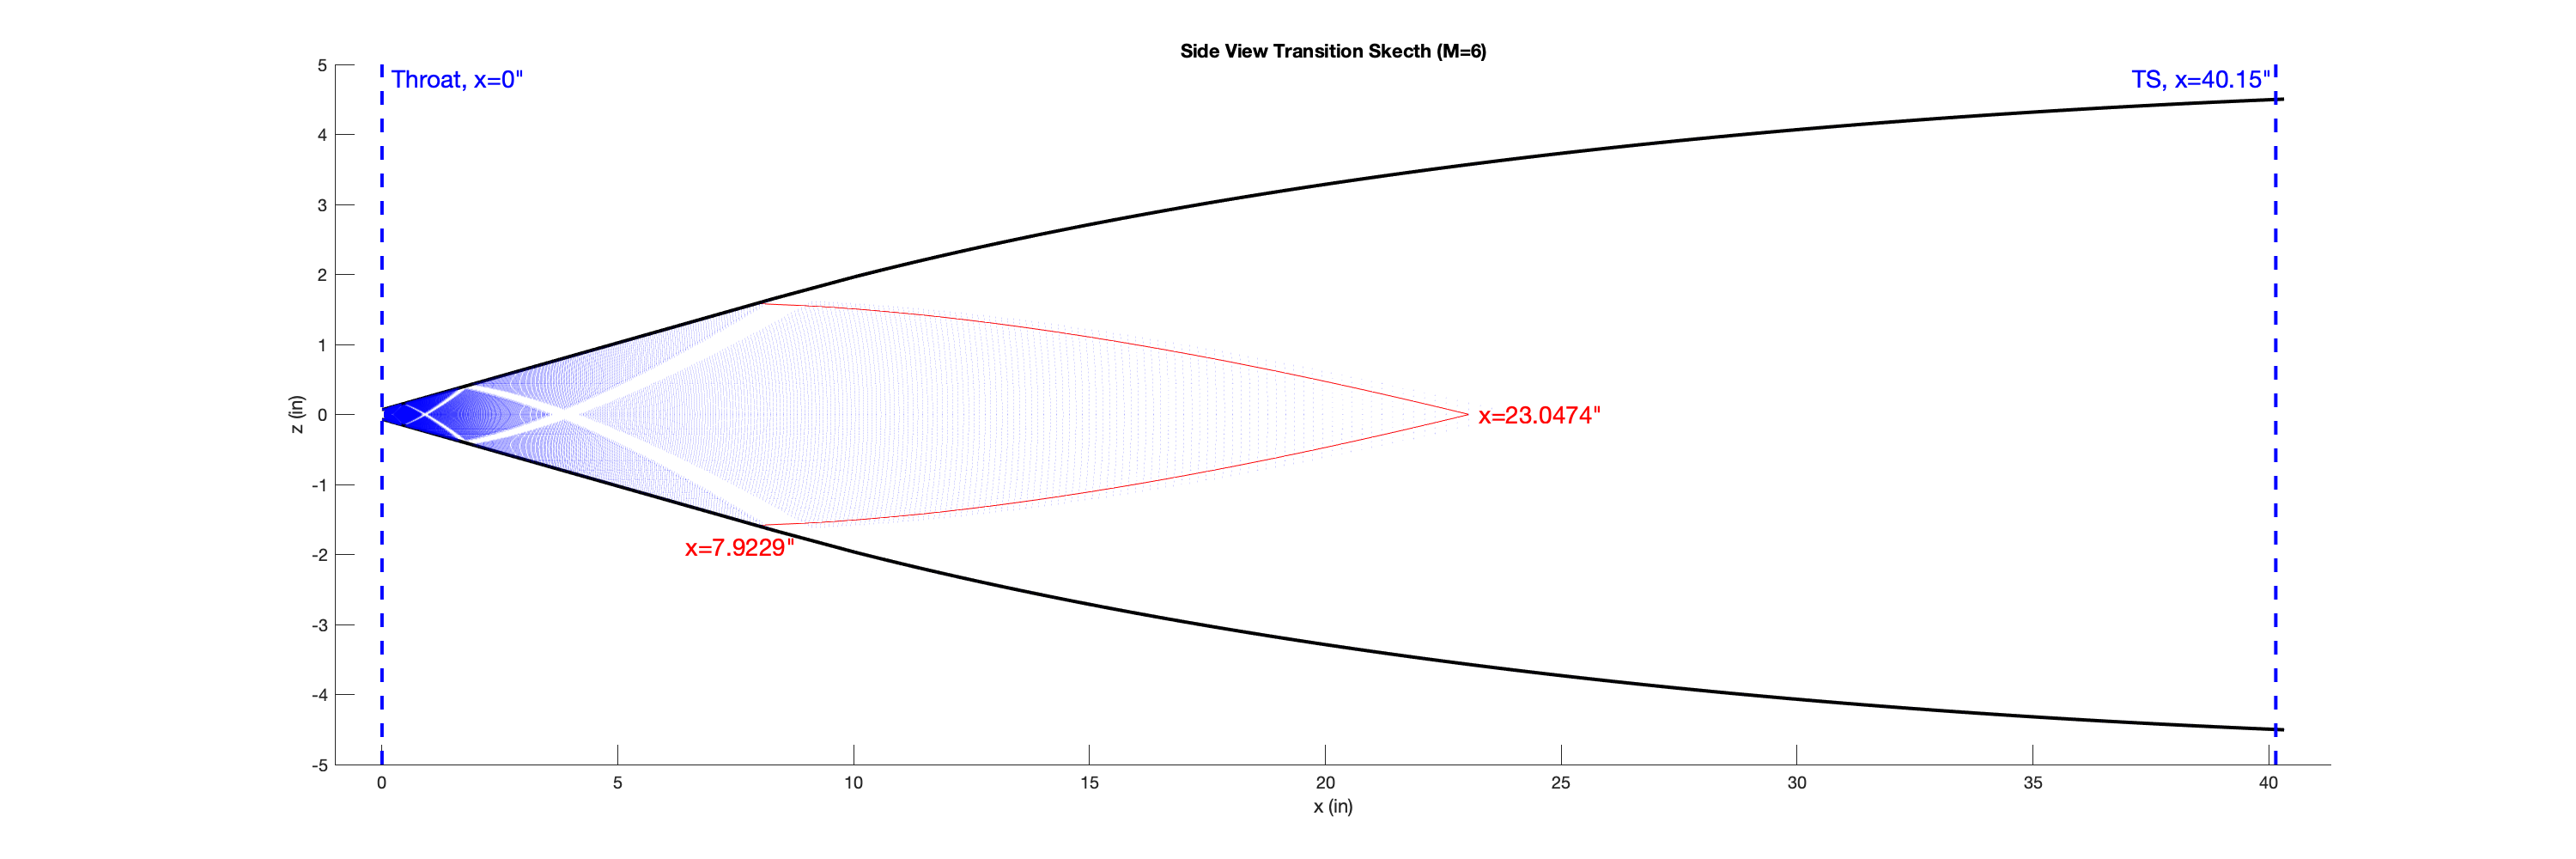 Side View Transition Skecth (M=6)
Throat, x=0"
TS, x=40.15"
5
4
3
2
1
0
-1
-2
-3
-4
-5
z (in)
x=23.0474"
x=7.9229"
0
5
10
15
20
25
30
35
40
x (in)